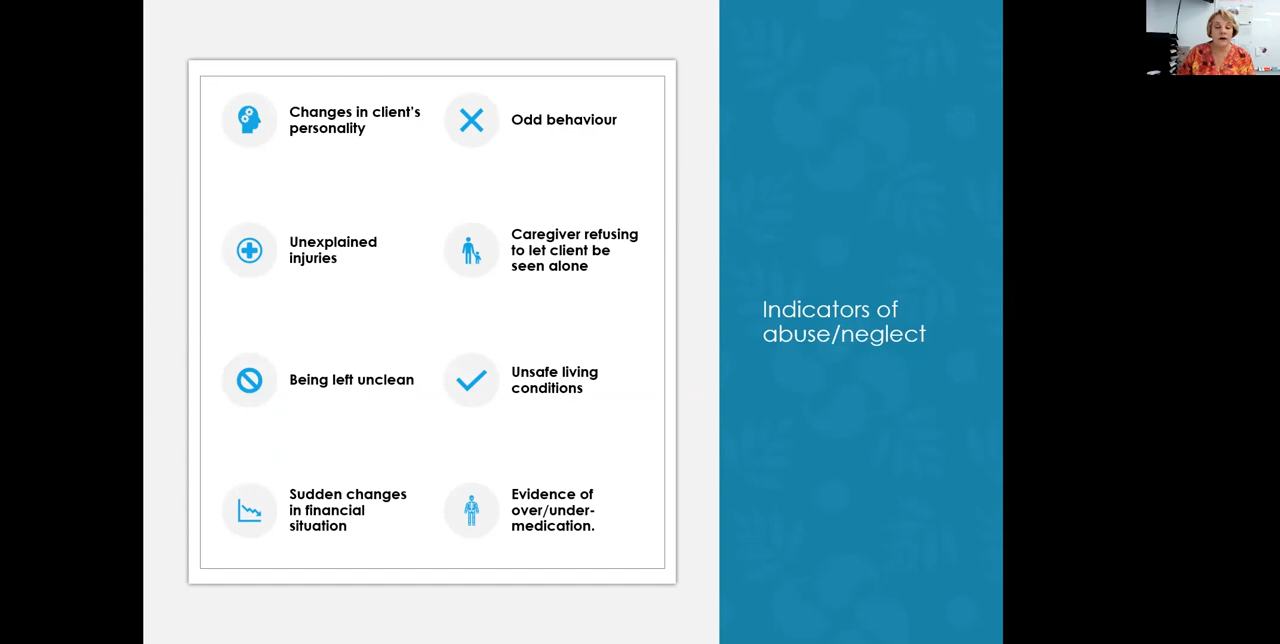 Changes in client's
personality
Odd behaviour
Unexplained
injuries
Caregiver refusing
to let client be
seen alone
Being left unclean
Unsafe living
conditions
Sudden changes
in financial
situation
Evidence of
over/under-
medication.
Indicators of
abuse/neglect